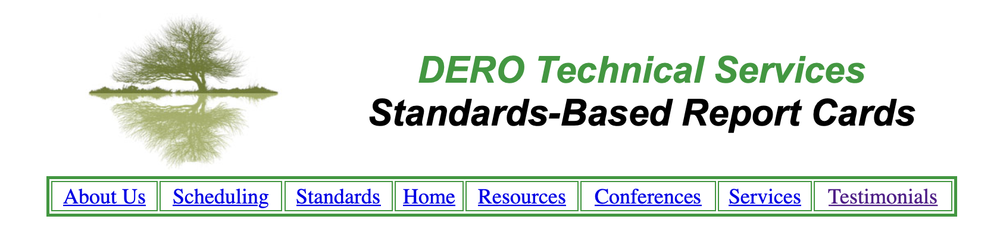 DERO Technical Services
Standards-Based Report Cards
About Us Scheduling Standards Home Resources Conferences Services Testimonials